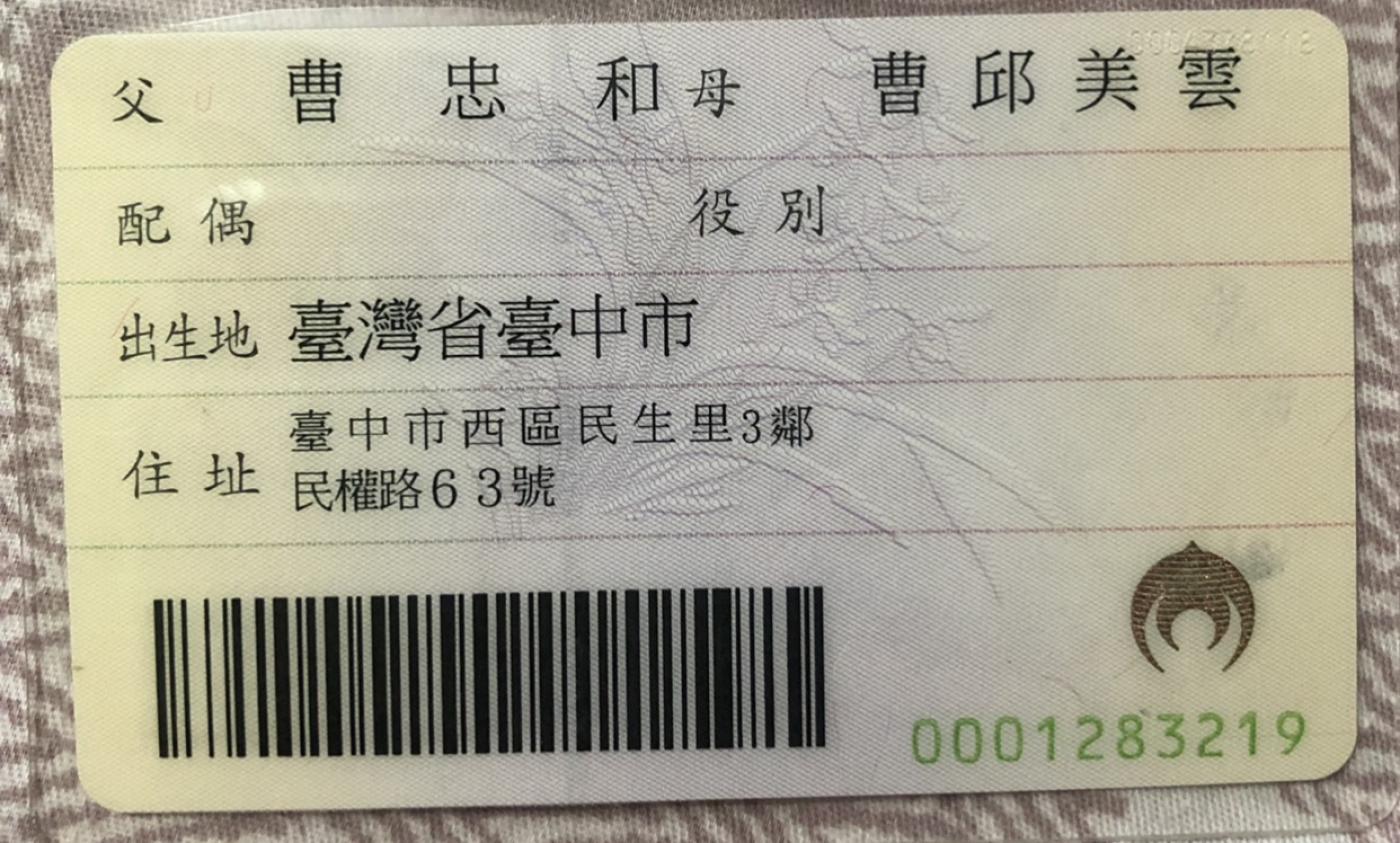 父 曹忠和 母 曹邱美雲
配偶 役別
出生地 臺灣省臺中市
住址 臺中市西區民生里3鄰
民權路63號
0001283219